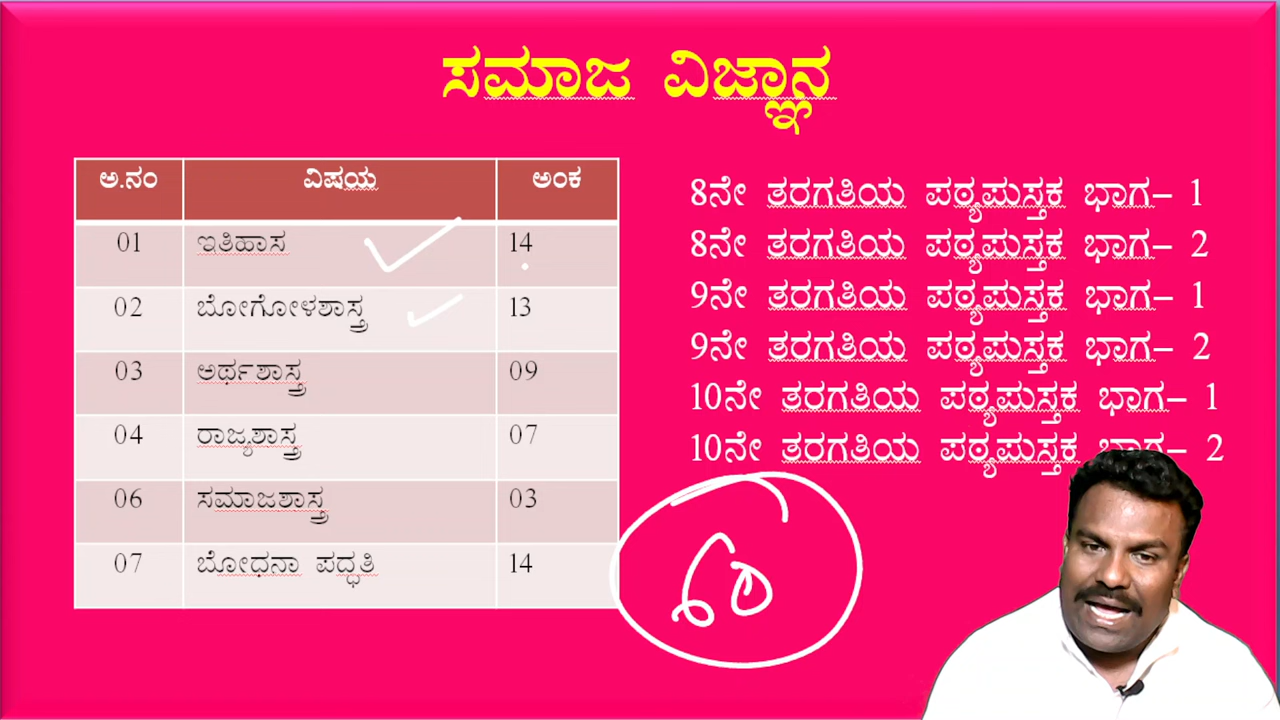 ಸಮಾಜ ವಿಜ್ಞಾನ
ಅ.ನಂ ವಿಷಯ ಅಂಕ
01 ಇತಿಹಾಸ 14
02 ಬೋಗೋಳಶಾಸ್ತ್ರ 13
03 ಅರ್ಥಶಾಸ್ತ್ರ 09
04 ರಾಜ್ಯಶಾಸ್ತ್ರ 07
06 ಸಮಾಜಶಾಸ್ತ್ರ 03
07 ಬೋಧನಾ ಪದ್ಧತಿ 14
8ನೇ ತರಗತಿಯ ಪಠ್ಯಪುಸ್ತಕ ಭಾಗ– 1
8ನೇ ತರಗತಿಯ ಪಠ್ಯಪುಸ್ತಕ ಭಾಗ– 2
9ನೇ ತರಗತಿಯ ಪಠ್ಯಪುಸ್ತಕ ಭಾಗ– 1
9ನೇ ತರಗತಿಯ ಪಠ್ಯಪುಸ್ತಕ ಭಾಗ– 2
10ನೇ ತರಗತಿಯ ಪಠ್ಯಪುಸ್ತಕ ಭಾಗ– 1
10ನೇ ತರಗತಿಯ ಪಠ್ಯಪುಸ್ತಕ ಭಾಗ– 2
60